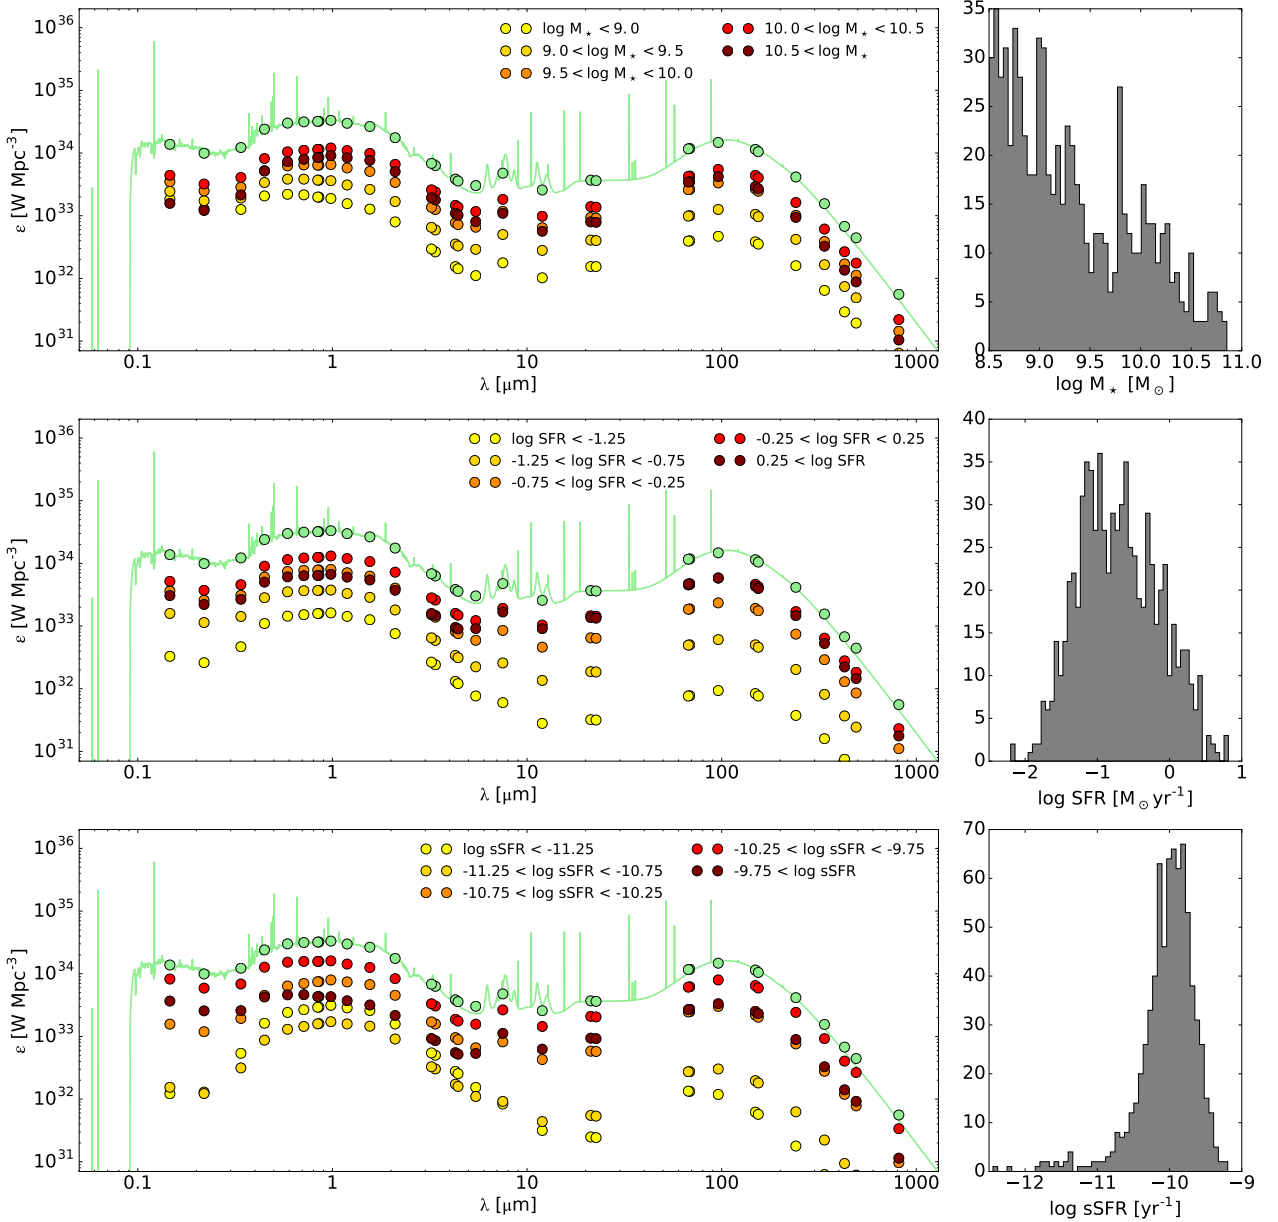 10^36
10^35
10^34
10^33
10^32
10^31
ε [W Mpc^-3]
log M⋆ < 9.0
9.0 < log M⋆ < 9.5
9.5 < log M⋆ < 10.0
10.0 < log M⋆ < 10.5
10.5 < log M⋆
0.1 1 10 100 1000
λ [μm]
35
30
25
20
15
10
5
0
8.5 9.0 9.5 10.0 10.5 11.0
log M⋆ [M⊙]
10^36
10^35
10^34
10^33
10^32
10^31
ε [W Mpc^-3]
log SFR < -1.25
-1.25 < log SFR < -0.75
-0.75 < log SFR < -0.25
-0.25 < log SFR < 0.25
0.25 < log SFR
0.1 1 10 100 1000
λ [μm]
40
35
30
25
20
15
10
5
0
−2 −1 0 1
log SFR [M⊙ yr^-1]
10^36
10^35
10^34
10^33
10^32
10^31
ε [W Mpc^-3]
log sSFR < -11.25
-11.25 < log sSFR < -10.75
-10.75 < log sSFR < -10.25
-10.25 < log sSFR < -9.75
-9.75 < log sSFR
0.1 1 10 100 1000
λ [μm]
70
60
50
40
30
20
10
0
−12 −11 −10 −9
log sSFR [yr^-1]